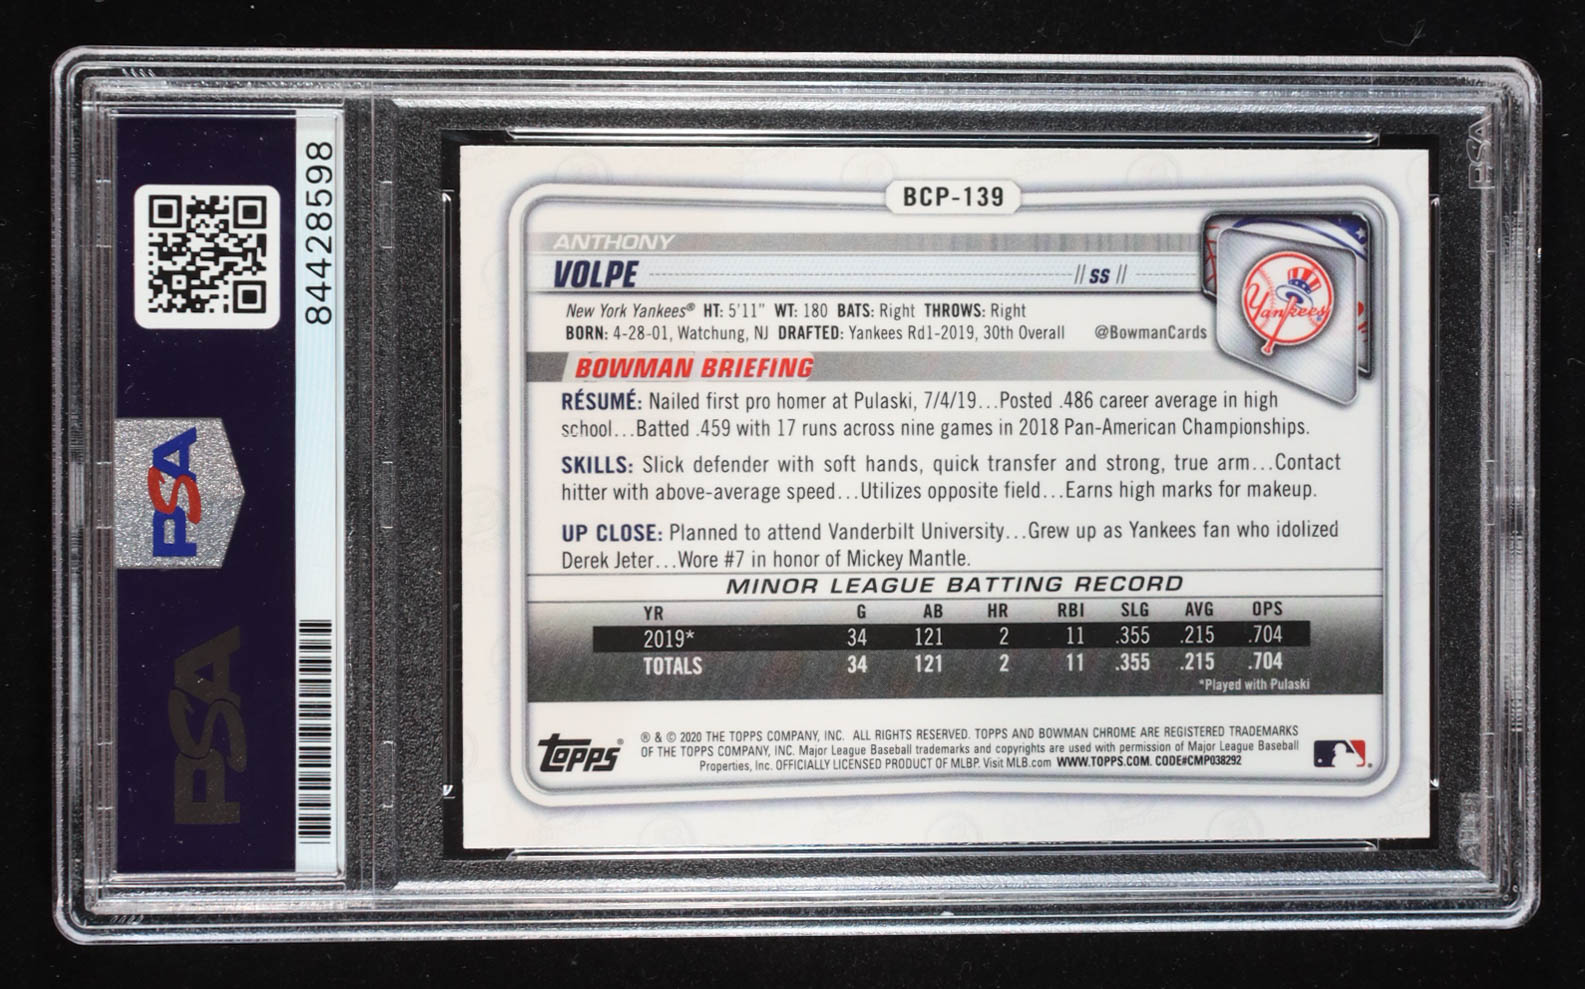 84428598
PSA
PSA
PSA
BCP-139
ANTHONY
VOLPE // SS //
Yankees
New York Yankees® HT: 5'11" WT: 180 BATS: Right THROWS: Right
BORN: 4-28-01, Watchung, NJ DRAFTED: Yankees Rd1-2019, 30th Overall @BowmanCards
BOWMAN BRIEFING
RÉSUMÉ: Nailed first pro homer at Pulaski, 7/4/19...Posted .486 career average in high
school...Batted .459 with 17 runs across nine games in 2018 Pan-American Championships.
SKILLS: Slick defender with soft hands, quick transfer and strong, true arm...Contact
hitter with above-average speed...Utilizes opposite field...Earns high marks for makeup.
UP CLOSE: Planned to attend Vanderbilt University...Grew up as Yankees fan who idolized
Derek Jeter...Wore #7 in honor of Mickey Mantle.
MINOR LEAGUE BATTING RECORD
YR G AB HR RBI SLG AVG OPS
2019* 34 121 2 11 .355 .215 .704
TOTALS 34 121 2 11 .355 .215 .704
*Played with Pulaski
Topps®
® & © 2020 THE TOPPS COMPANY, INC. ALL RIGHTS RESERVED. TOPPS AND BOWMAN CHROME ARE REGISTERED TRADEMARKS
OF THE TOPPS COMPANY, INC. Major League Baseball trademarks and copyrights are used with permission of Major League Baseball
Properties, Inc. OFFICIALLY LICENSED PRODUCT OF MLBP. Visit MLB.com WWW.TOPPS.COM. CODE#CMP038292